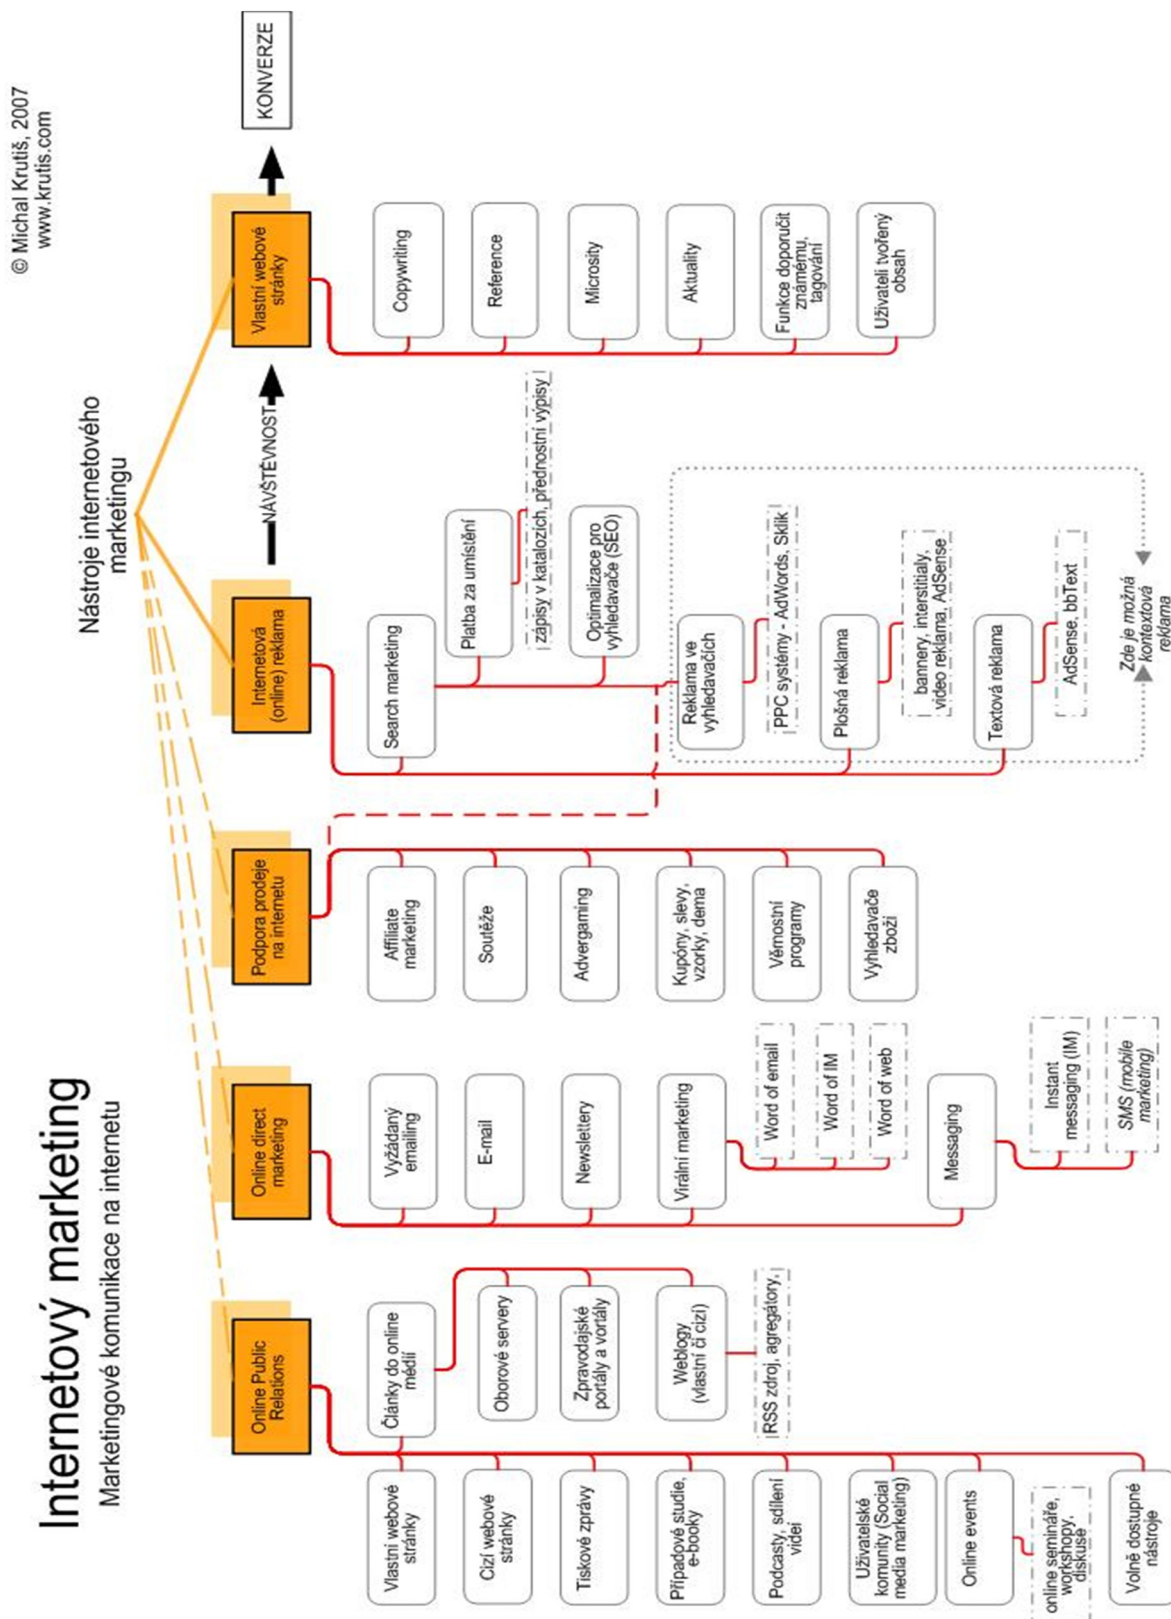 Internetový marketing
Marketingové komunikace na internetu
© Michal Krutiš, 2007
www.krutis.com
Nástroje internetového
marketingu
Online Public
Relations
Online direct
marketing
Podpora prodeje
na internetu
Internetová
(online) reklama
NÁVŠTĚVNOST
Vlastní webové
stránky
KONVERZE
Vlastní webové
stránky
Cizí webové
stránky
Tiskové zprávy
Případové studie,
e-booky
Podcasty, sdílení
videí
Uživatelské
komunity (Social
media marketing)
Online events
online semináře,
workshopy,
diskuse
Volně dostupné
nástroje
Články do online
médií
Oborové servery
Zpravodajské
portály a vortály
Weblogy
(vlastní či cizí)
RSS zdroj, agregátory,
Vyžádaný
emailing
E-mail
Newslettery
Virální marketing
Word of email
Word of IM
Word of web
Messaging
Instant
messaging (IM)
SMS (mobile
marketing)
Affiliate
marketing
Soutěže
Advergaming
Kupóny, slevy,
vzorky, dema
Věrnostní
programy
Vyhledavače
zboží
Search marketing
Platba za umístění
zápisy v katalozích, přednostní výpisy
Optimalizace pro
vyhledavače (SEO)
Reklama ve
vyhledavačích
PPC systémy - AdWords, Sklik
Plošná reklama
bannery, interstitialy,
video reklama, AdSense
Textová reklama
AdSense, bbText
Zde je možná
kontextová
reklama
Copywriting
Reference
Microsity
Aktuality
Funkce doporučit
známému,
tagování
Uživateli tvořený
obsah